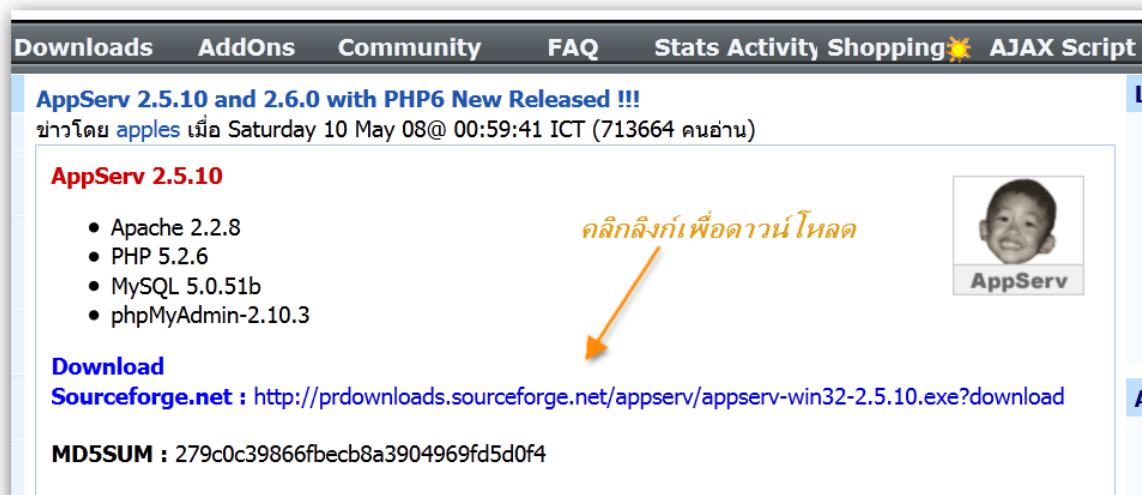 Downloads AddOns Community FAQ Stats Activity Shopping AJAX Script
AppServ 2.5.10 and 2.6.0 with PHP6 New Released !!!
ข่าวโดย apples เมื่อ Saturday 10 May 08@ 00:59:41 ICT (713664 คนอ่าน)
AppServ 2.5.10
• Apache 2.2.8
• PHP 5.2.6
• MySQL 5.0.51b
• phpMyAdmin-2.10.3
คลิกลิงก์เพื่อดาวน์โหลด
AppServ
Download
Sourceforge.net : http://prdownloads.sourceforge.net/appserv/appserv-win32-2.5.10.exe?download
MD5SUM : 279c0c39866fbecb8a3904969fd5d0f4